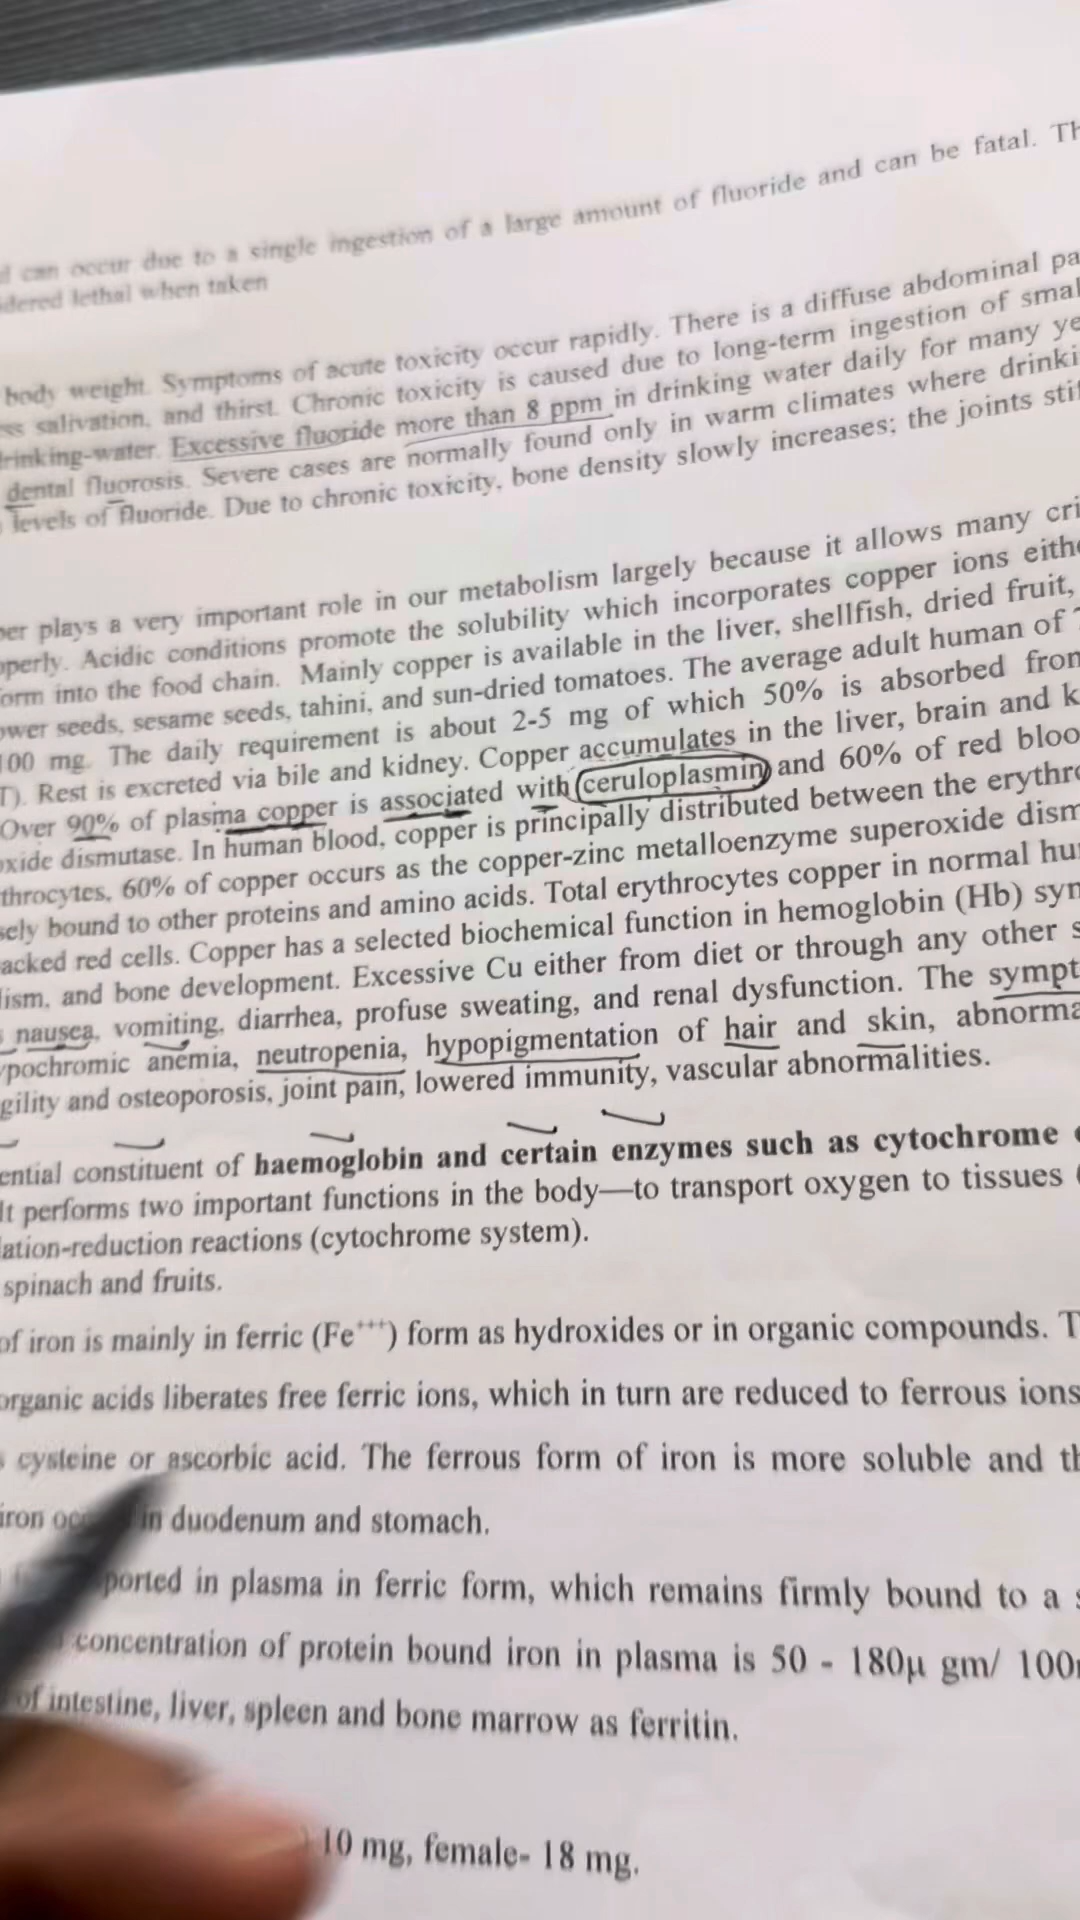 can occur due to a single ingestion of a large amount of fluoride and can be fatal. Th
dered lethal when taken
body weight. Symptoms of acute toxicity occur rapidly. There is a diffuse abdominal pa
ss salivation, and thirst. Chronic toxicity is caused due to long-term ingestion of smal
drinking-water. Excessive fluoride more than 8 ppm in drinking water daily for many ye
dental fluorosis. Severe cases are normally found only in warm climates where drinki
levels of fluoride. Due to chronic toxicity, bone density slowly increases; the joints stif
per plays a very important role in our metabolism largely because it allows many cri
operly. Acidic conditions promote the solubility which incorporates copper ions eithe
orm into the food chain. Mainly copper is available in the liver, shellfish, dried fruit,
ower seeds, sesame seeds, tahini, and sun-dried tomatoes. The average adult human of
100 mg. The daily requirement is about 2-5 mg of which 50% is absorbed from
T). Rest is excreted via bile and kidney. Copper accumulates in the liver, brain and k
Over 90% of plasma copper is associated with ceruloplasmin and 60% of red bloo
oxide dismutase. In human blood, copper is principally distributed between the erythro
throcytes, 60% of copper occurs as the copper-zinc metalloenzyme superoxide dism
sely bound to other proteins and amino acids. Total erythrocytes copper in normal hu
acked red cells. Copper has a selected biochemical function in hemoglobin (Hb) syn
lism, and bone development. Excessive Cu either from diet or through any other s
nausea, vomiting, diarrhea, profuse sweating, and renal dysfunction. The sympt
ypochromic anemia, neutropenia, hypopigmentation of hair and skin, abnorma
gility and osteoporosis, joint pain, lowered immunity, vascular abnormalities.
ential constituent of haemoglobin and certain enzymes such as cytochrome
It performs two important functions in the body—to transport oxygen to tissues
lation-reduction reactions (cytochrome system).
spinach and fruits.
of iron is mainly in ferric (Fe+++) form as hydroxides or in organic compounds. T
organic acids liberates free ferric ions, which in turn are reduced to ferrous ions
cysteine or ascorbic acid. The ferrous form of iron is more soluble and th
iron in duodenum and stomach.
ported in plasma in ferric form, which remains firmly bound to a s
concentration of protein bound iron in plasma is 50 - 180µ gm/ 100
of intestine, liver, spleen and bone marrow as ferritin.
10 mg, female- 18 mg.